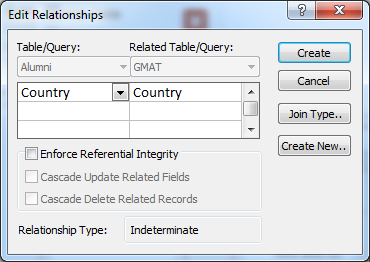 Edit Relationships
?
Table/Query:
Related Table/Query:
Create
Alumni
GMAT
Cancel
Country
Country
Join Type..
Create New..
Enforce Referential Integrity
Cascade Update Related Fields
Cascade Delete Related Records
Relationship Type:
Indeterminate